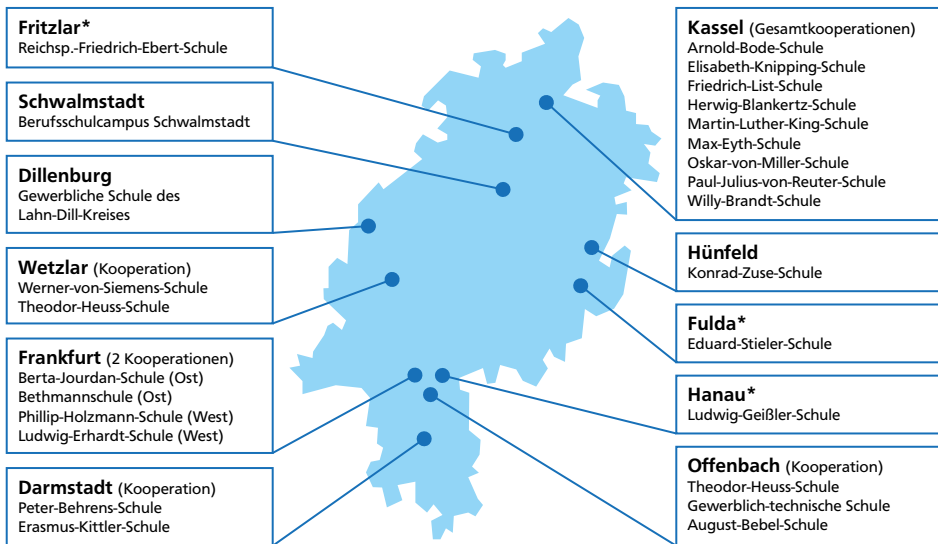 Fritzlar*
Reichsp.-Friedrich-Ebert-Schule
Schwalmstadt
Berufsschulcampus Schwalmstadt
Dillenburg
Gewerbliche Schule des
Lahn-Dill-Kreises
Wetzlar (Kooperation)
Werner-von-Siemens-Schule
Theodor-Heuss-Schule
Frankfurt (2 Kooperationen)
Berta-Jourdan-Schule (Ost)
Bethmannschule (Ost)
Phillip-Holzmann-Schule (West)
Ludwig-Erhardt-Schule (West)
Darmstadt (Kooperation)
Peter-Behrens-Schule
Erasmus-Kittler-Schule
Kassel (Gesamtkooperationen)
Arnold-Bode-Schule
Elisabeth-Knipping-Schule
Friedrich-List-Schule
Herwig-Blankertz-Schule
Martin-Luther-King-Schule
Max-Eyth-Schule
Oskar-von-Miller-Schule
Paul-Julius-von-Reuter-Schule
Willy-Brandt-Schule
Hünfeld
Konrad-Zuse-Schule
Fulda*
Eduard-Stieler-Schule
Hanau*
Ludwig-Geißler-Schule
Offenbach (Kooperation)
Theodor-Heuss-Schule
Gewerblich-technische Schule
August-Bebel-Schule